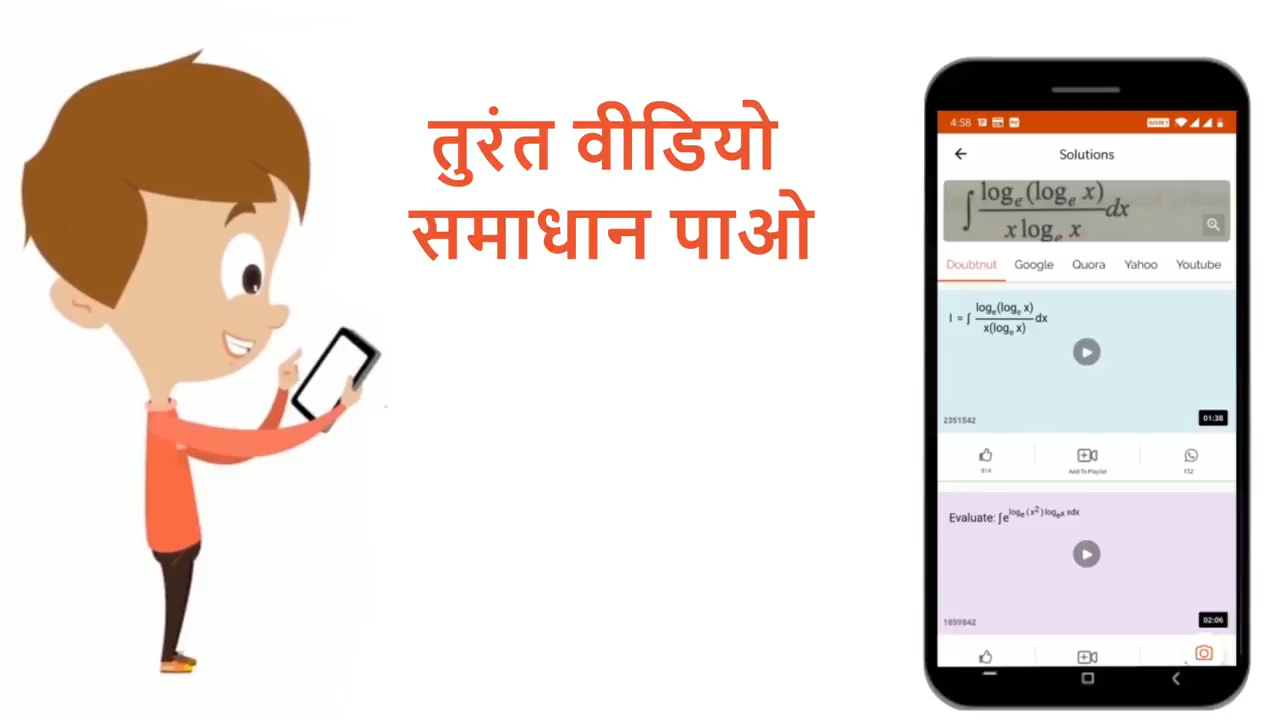 तुरंत वीडियो
समाधान पाओ
4:58
Solutions
∫ logₑ(logₑ x) / x logₑ x dx
Doubtnut Google Quora Yahoo Youtube
I = ∫ logₑ(logₑ x) / x(logₑ x) dx
2351542
01:38
914
Add To Playlist
152
Evaluate: ∫e^logₑ(x²) logₑx xdx
1859842
02:06